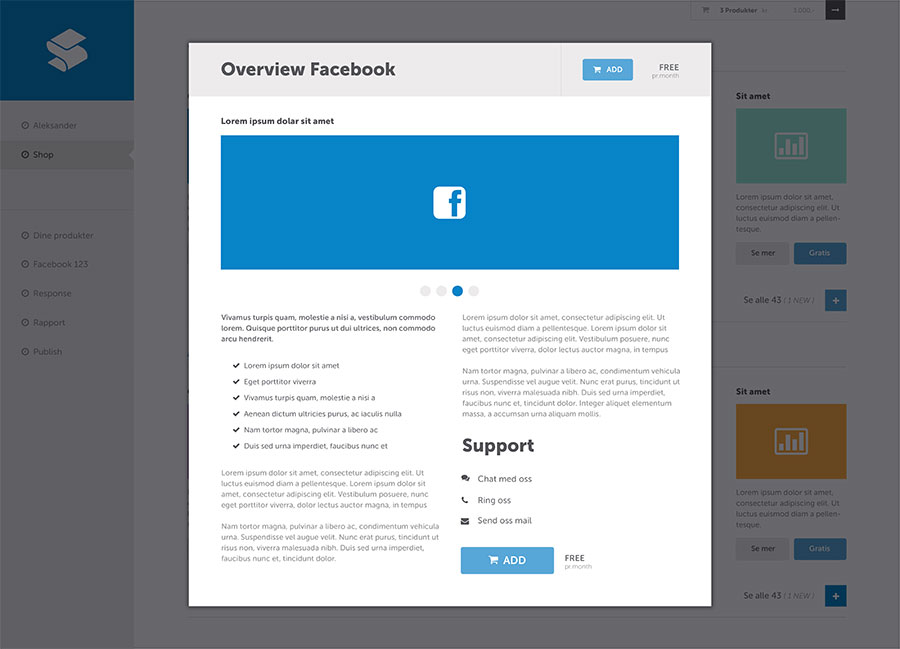 3 Produkter kr. 3.000,-
Aleksander
Shop
Dine produkter
Facebook 123
Response
Rapport
Publish
Overview Facebook
ADD
FREE
pr.month
Lorem ipsum dolar sit amet
Vivamus turpis quam, molestie a nisi a, vestibulum commodo
lorem. Quisque porttitor purus ut dui ultrices, non commodo
arcu hendrerit.
Lorem ipsum dolor sit amet
Eget porttitor viverra
Vivamus turpis quam, molestie a nisi a
Aenean dictum ultricies purus, ac iaculis nulla
Nam tortor magna, pulvinar a libero ac
Duis sed urna imperdiet, faucibus nunc et
Lorem ipsum dolor sit amet, consectetur adipiscing elit. Ut
luctus euismod diam a pellentesque. Lorem ipsum dolor sit
amet, consectetur adipiscing elit. Vestibulum posuere, nunc
eget porttitor viverra, dolor lectus auctor metus, in tempus
Nam tortor magna, pulvinar a libero ac, condimentum vehicula
urna. Suspendisse vel augue velit. Nunc erat purus, tincidunt ut
risus non, viverra malesuada nibh. Duis sed urna imperdiet,
faucibus nunc et, tincidunt dolor.
Lorem ipsum dolor sit amet, consectetur adipiscing elit. Ut
luctus euismod diam a pellentesque. Lorem ipsum dolor sit
amet, consectetur adipiscing elit. Vestibulum posuere, nunc
eget porttitor viverra, dolor lectus auctor metus, in tempus
Nam tortor magna, pulvinar a libero ac, condimentum vehicula
urna. Suspendisse vel augue velit. Nunc erat purus, tincidunt ut
risus non, viverra malesuada nibh. Duis sed urna imperdiet,
faucibus nunc et, tincidunt dolor. Integer aliquet elementum
massa, a accumsan urna aliquam mollis.
Support
Chat med oss
Ring oss
Send oss mail
ADD
FREE
pr.month
Sit amet
Lorem ipsum dolor sit amet,
consectetur adipiscing elit. Ut
luctus euismod diam a pellen-
tesque.
Se mer
Gratis
Se alle 43 ( 1 NEW )
Sit amet
Lorem ipsum dolor sit amet,
consectetur adipiscing elit. Ut
luctus euismod diam a pellen-
tesque.
Se mer
Gratis
Se alle 43 ( 1 NEW )